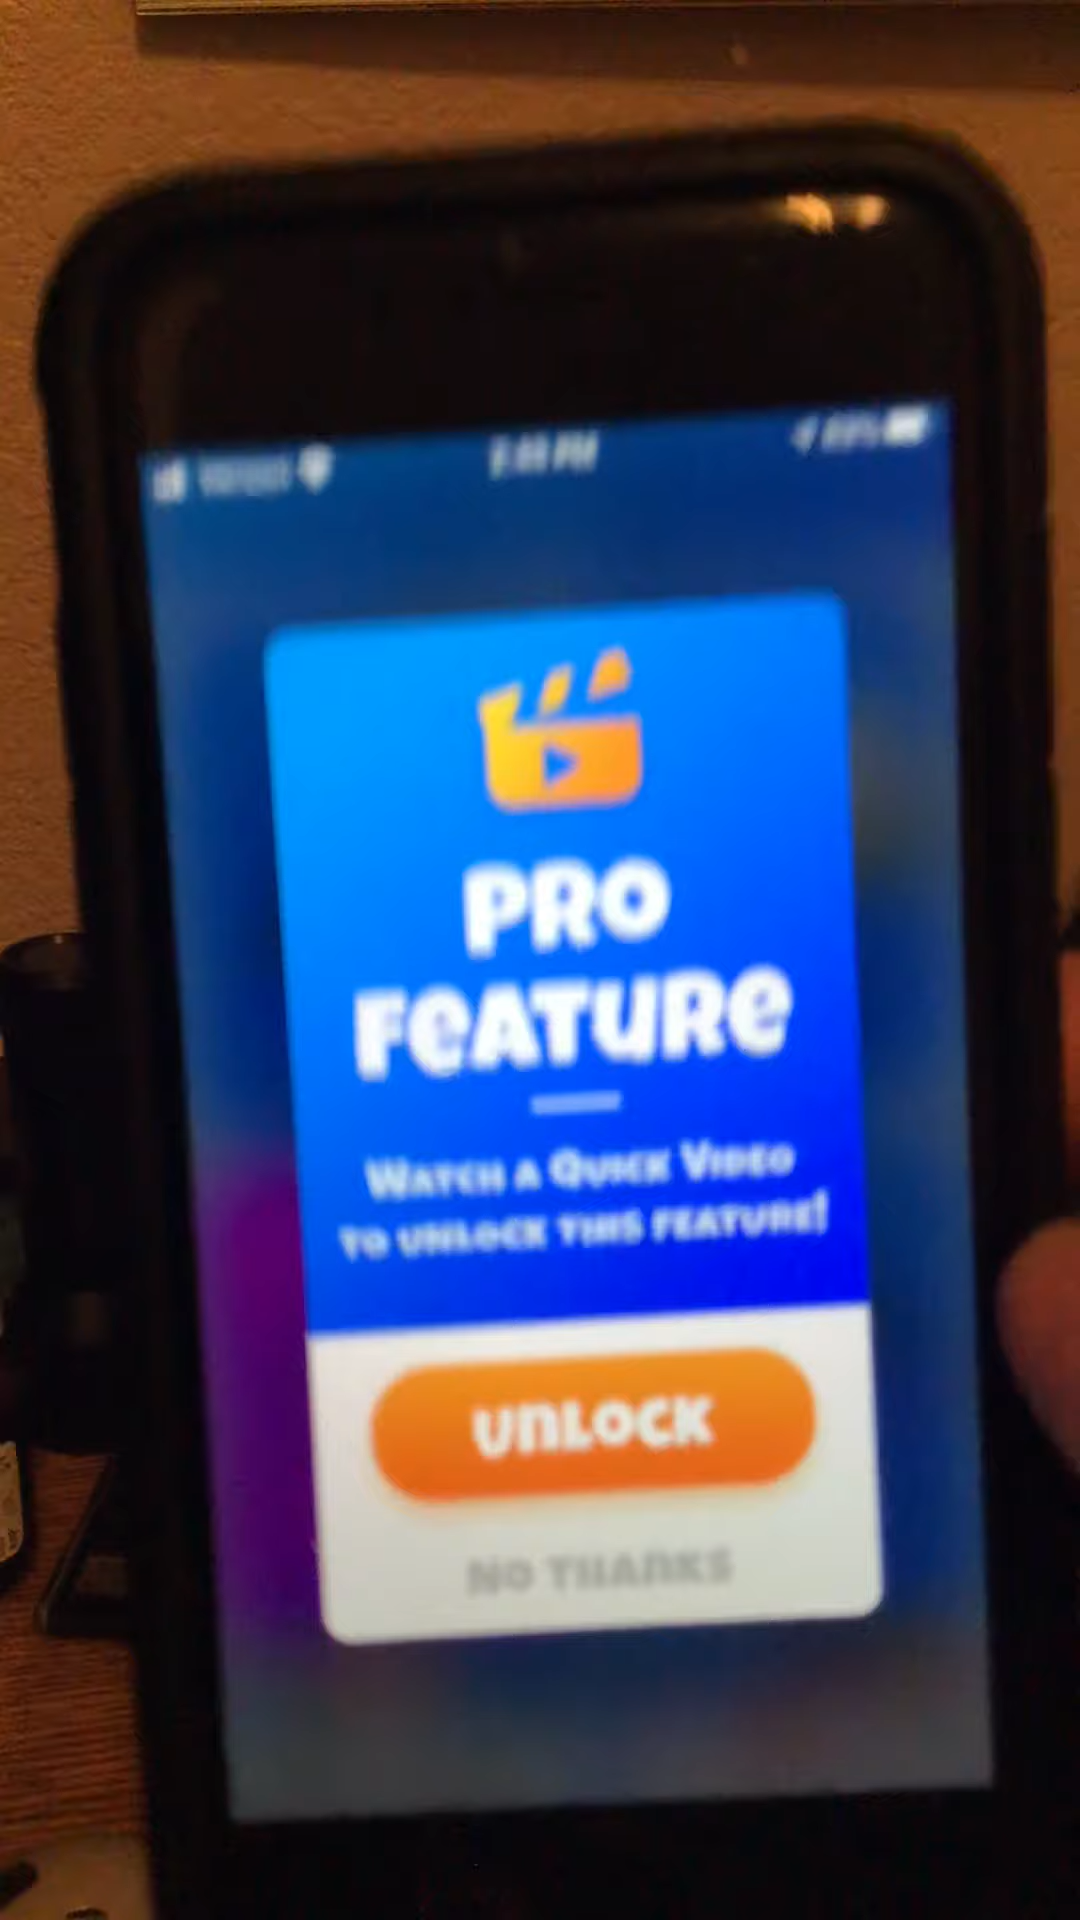 PRO
FEATURE
WATCH A QUICK VIDEO
TO UNLOCK THIS FEATURE!
UNLOCK
NO THANKS